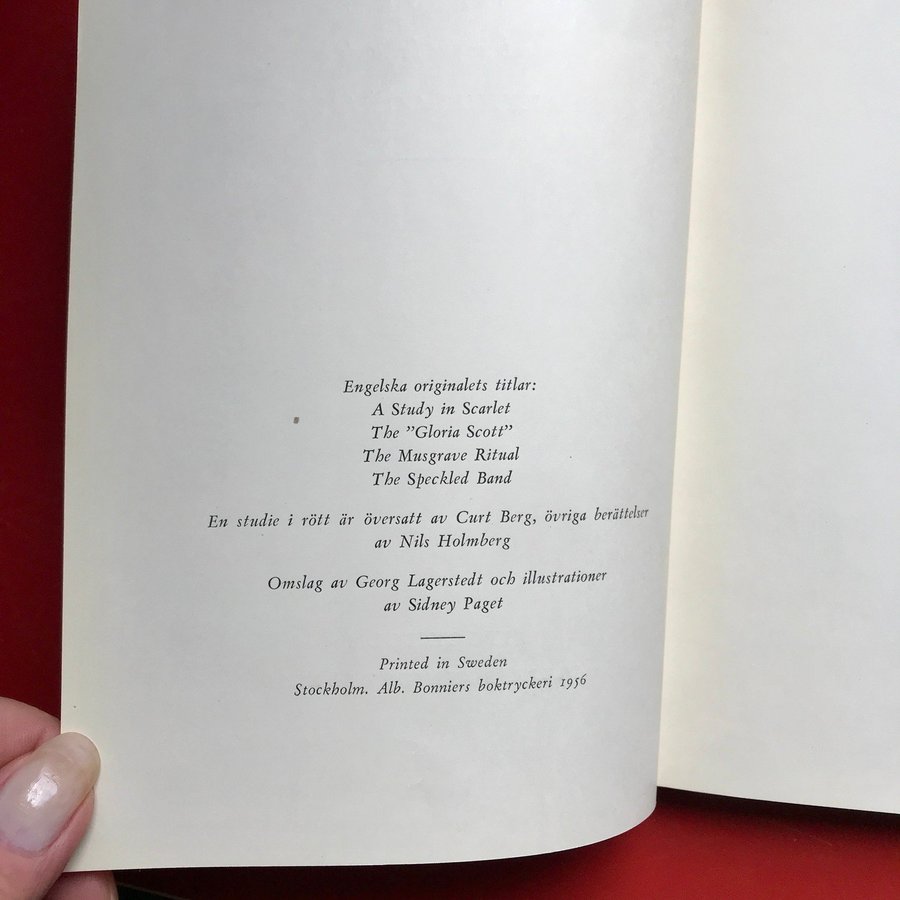 Engelska originalets titlar:
A Study in Scarlet
The ”Gloria Scott”
The Musgrave Ritual
The Speckled Band
En studie i rött är översatt av Curt Berg, övriga berättelser
av Nils Holmberg
Omslag av Georg Lagerstedt och illustrationer
av Sidney Paget
Printed in Sweden
Stockholm. Alb. Bonniers boktryckeri 1956